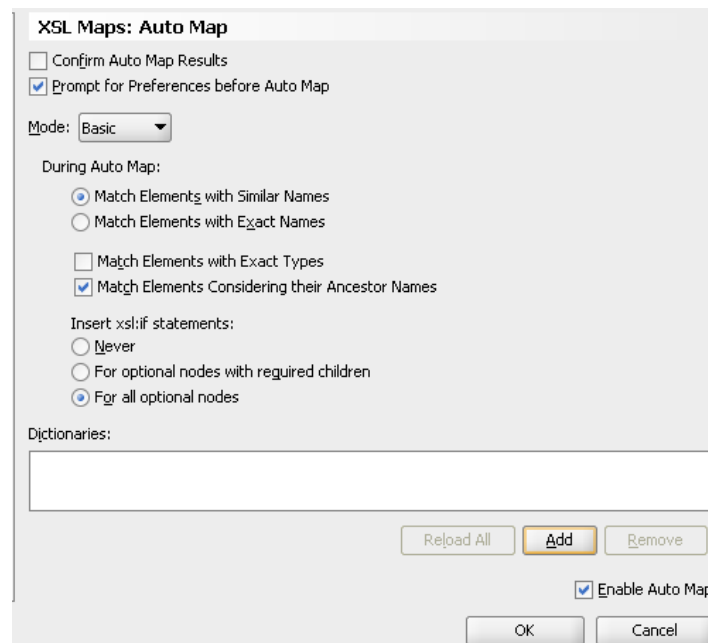 XSL Maps: Auto Map
Confirm Auto Map Results
Prompt for Preferences before Auto Map
Mode: Basic
During Auto Map:
Match Elements with Similar Names
Match Elements with Exact Names
Match Elements with Exact Types
Match Elements Considering their Ancestor Names
Insert xsl:if statements:
Never
For optional nodes with required children
For all optional nodes
Dictionaries:
Reload All Add Remove
Enable Auto Map
OK Cancel